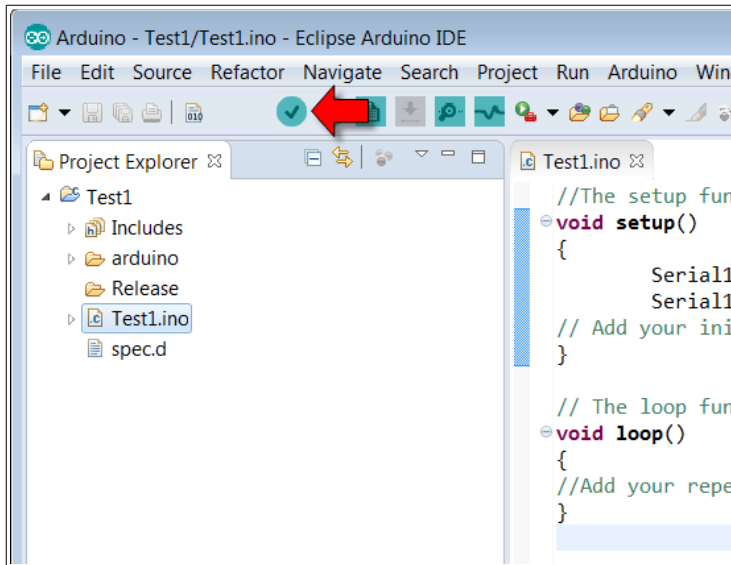 Arduino - Test1/Test1.ino - Eclipse Arduino IDE
File Edit Source Refactor Navigate Search Project Run Arduino Win
010
Project Explorer
Test1.ino
Test1
Includes
arduino
Release
Test1.ino
spec.d
//The setup fun
void setup()
{
Serial1
Serial1
// Add your ini
}
// The loop fun
void loop()
{
//Add your repe
}